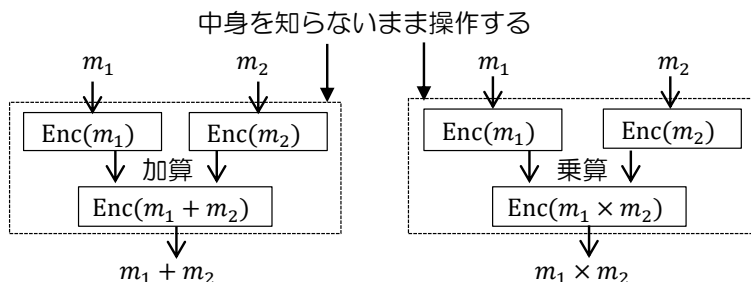 中身を知らないまま操作する
m₁ m₂ m₁ m₂
Enc(m₁) Enc(m₂) Enc(m₁) Enc(m₂)
加算 乗算
Enc(m₁ + m₂) Enc(m₁ × m₂)
m₁ + m₂ m₁ × m₂